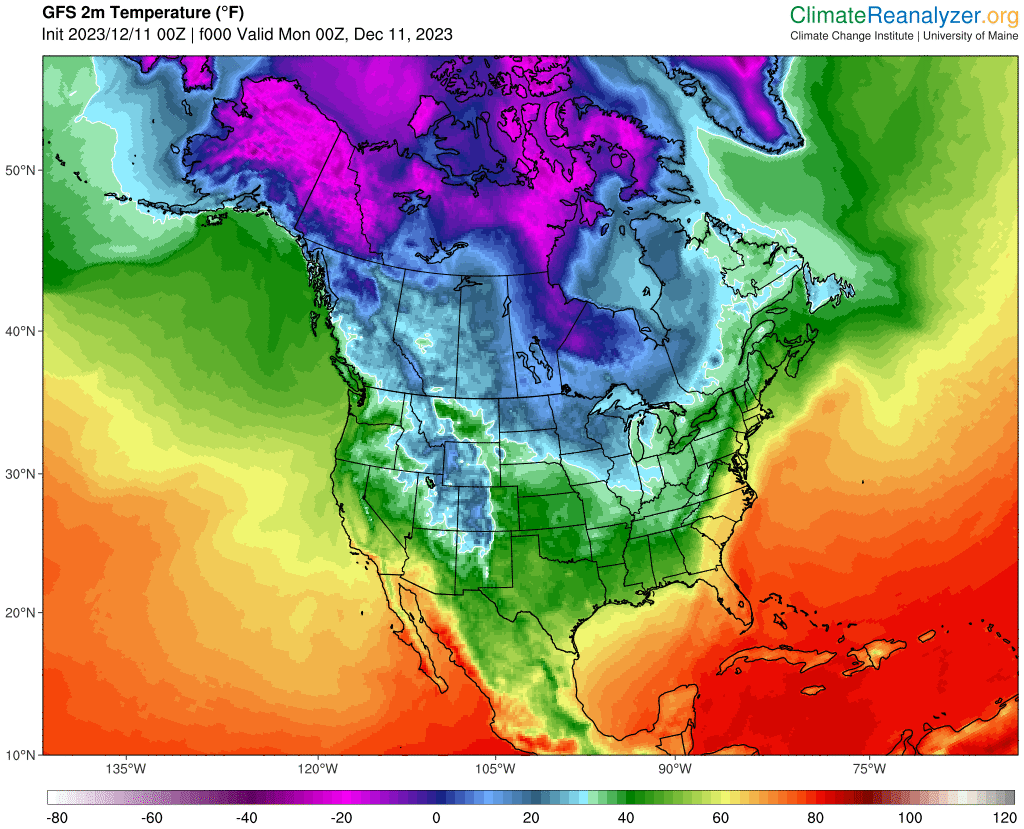 GFS 2m Temperature (°F)
Init 2023/12/11 00Z | f000 Valid Mon 00Z, Dec 11, 2023
ClimateReanalyzer.org
Climate Change Institute | University of Maine
50°N
40°N
30°N
20°N
10°N
135°W 120°W 105°W 90°W 75°W
-80 -60 -40 -20 0 20 40 60 80 100 120